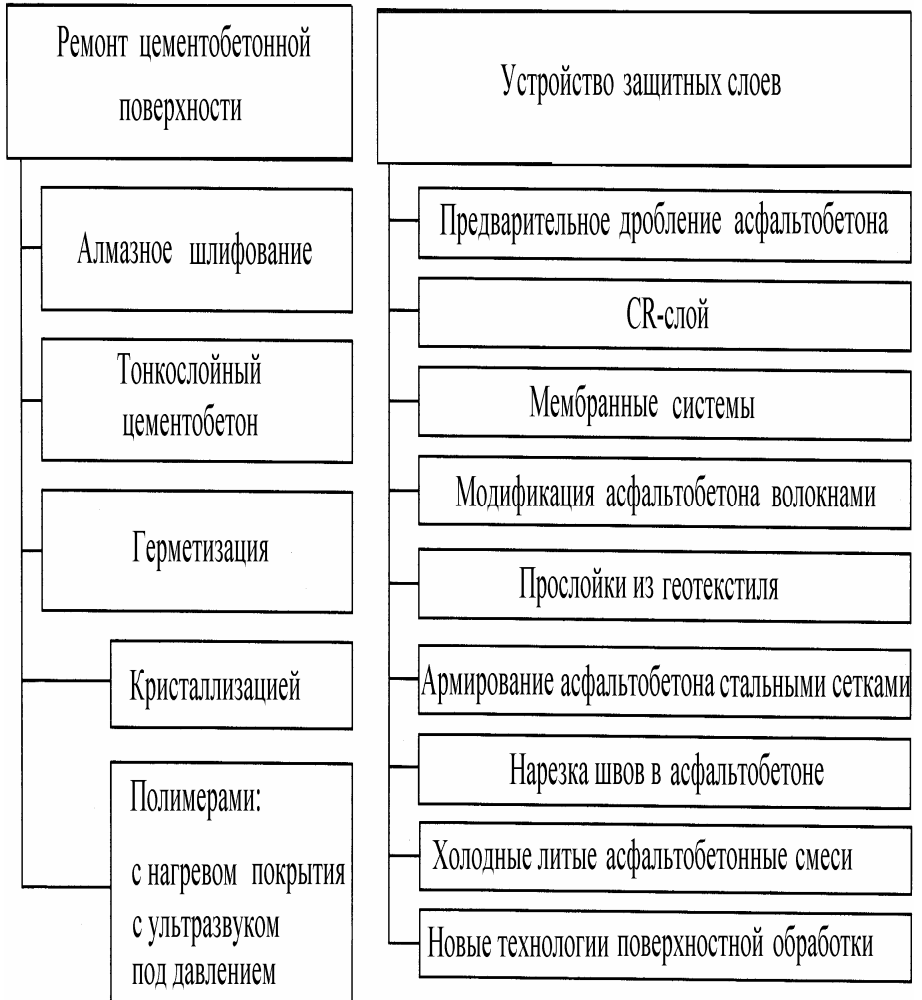 Ремонт цементобетонной
поверхности
Алмазное шлифование
Тонкослойный
цементобетон
Герметизация
Кристаллизацией
Полимерами:
с нагревом покрытия
с ультразвуком
под давлением
Устройство защитных слоев
Предварительное дробление асфальтобетона
CR-слой
Мембранные системы
Модификация асфальтобетона волокнами
Прослойки из геотекстиля
Армирование асфальтобетона стальными сетками
Нарезка швов в асфальтобетоне
Холодные литые асфальтобетонные смеси
Новые технологии поверхностной обработки